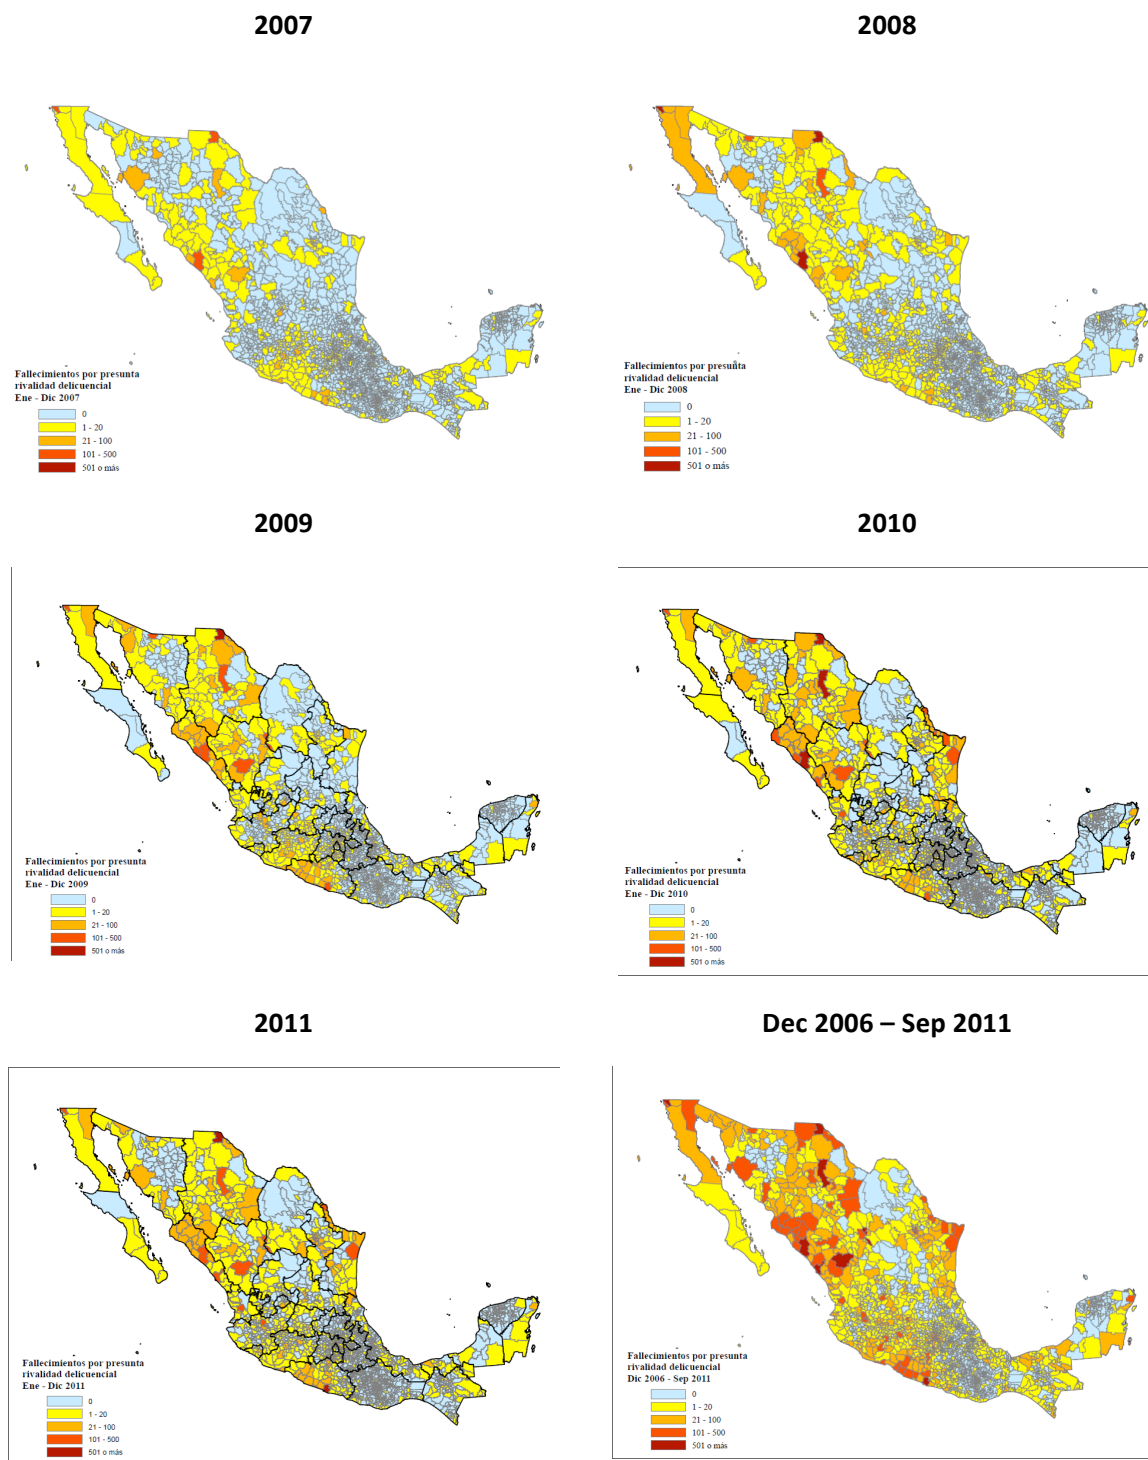 2007
2008
Fallecimientos por presunta
rivalidad delicuencial
Ene - Dic 2007
0
1 - 20
21 - 100
101 - 500
501 o más
Fallecimientos por presunta
rivalidad delicuencial
Ene - Dic 2008
0
1 - 20
21 - 100
101 - 500
501 o más
2009
2010
Fallecimientos por presunta
rivalidad delicuencial
Ene - Dic 2009
0
1 - 20
21 - 100
101 - 500
501 o más
Fallecimientos por presunta
rivalidad delicuencial
Ene - Dic 2010
0
1 - 20
21 - 100
101 - 500
501 o más
2011
Dec 2006 – Sep 2011
Fallecimientos por presunta
rivalidad delicuencial
Ene - Dic 2011
0
1 - 20
21 - 100
101 - 500
501 o más
Fallecimientos por presunta
rivalidad delicuencial
Dic 2006 - Sep 2011
0
1 - 20
21 - 100
101 - 500
501 o más